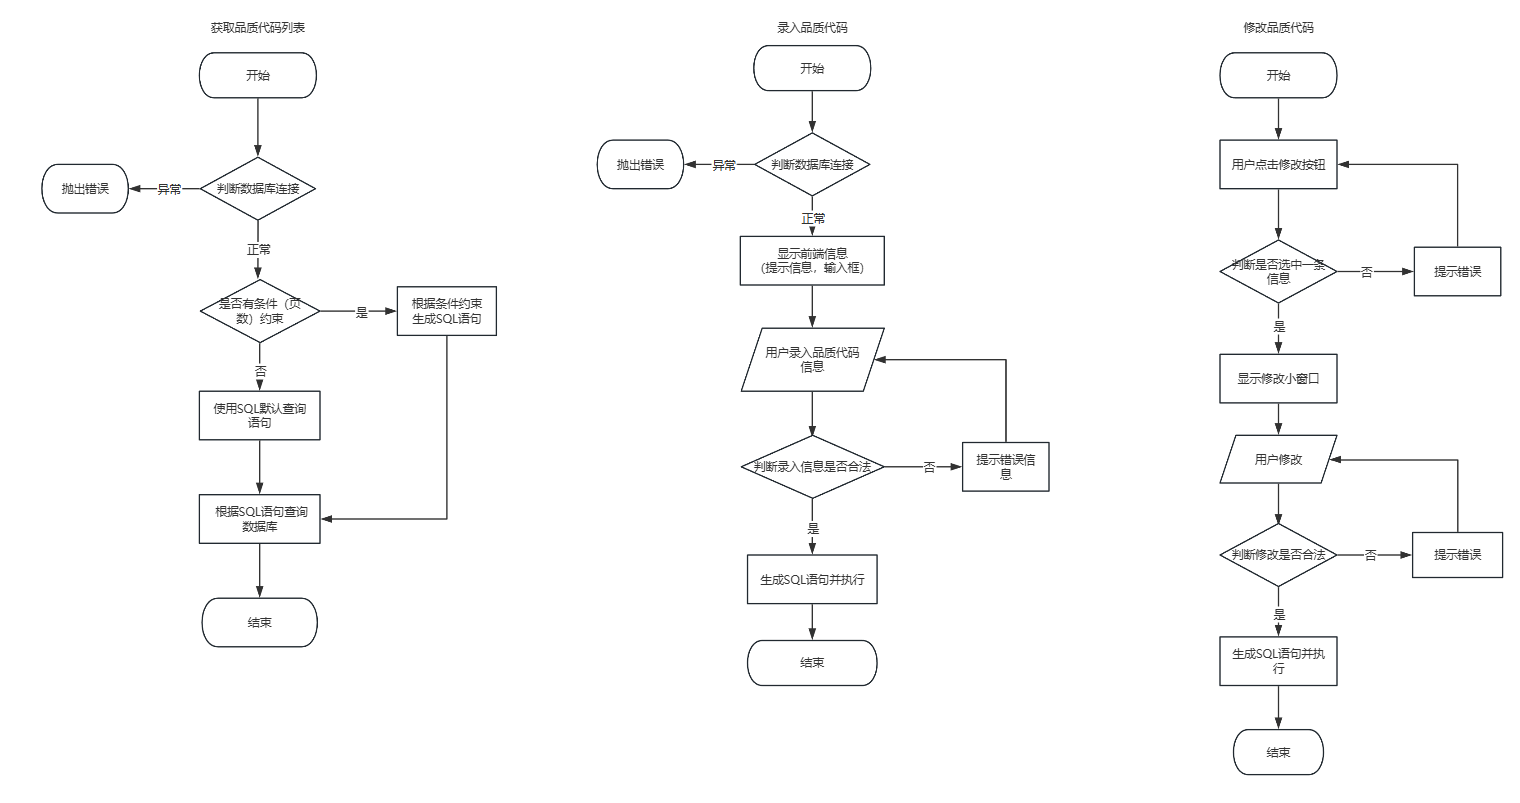 获取品质代码列表
开始
判断数据库连接
异常
抛出错误
正常
是否有条件（页
数）约束
是
根据条件约束
生成SQL语句
否
使用SQL默认查询
语句
根据SQL语句查询
数据库
结束
录入品质代码
开始
判断数据库连接
异常
抛出错误
正常
显示前端信息
（提示信息，输入框）
用户录入品质代码
信息
判断录入信息是否合法
否
提示错误信
息
是
生成SQL语句并执行
结束
修改品质代码
开始
用户点击修改按钮
判断是否选中一条
信息
否
提示错误
是
显示修改小窗口
用户修改
判断修改是否合法
否
提示错误
是
生成SQL语句并执
行
结束